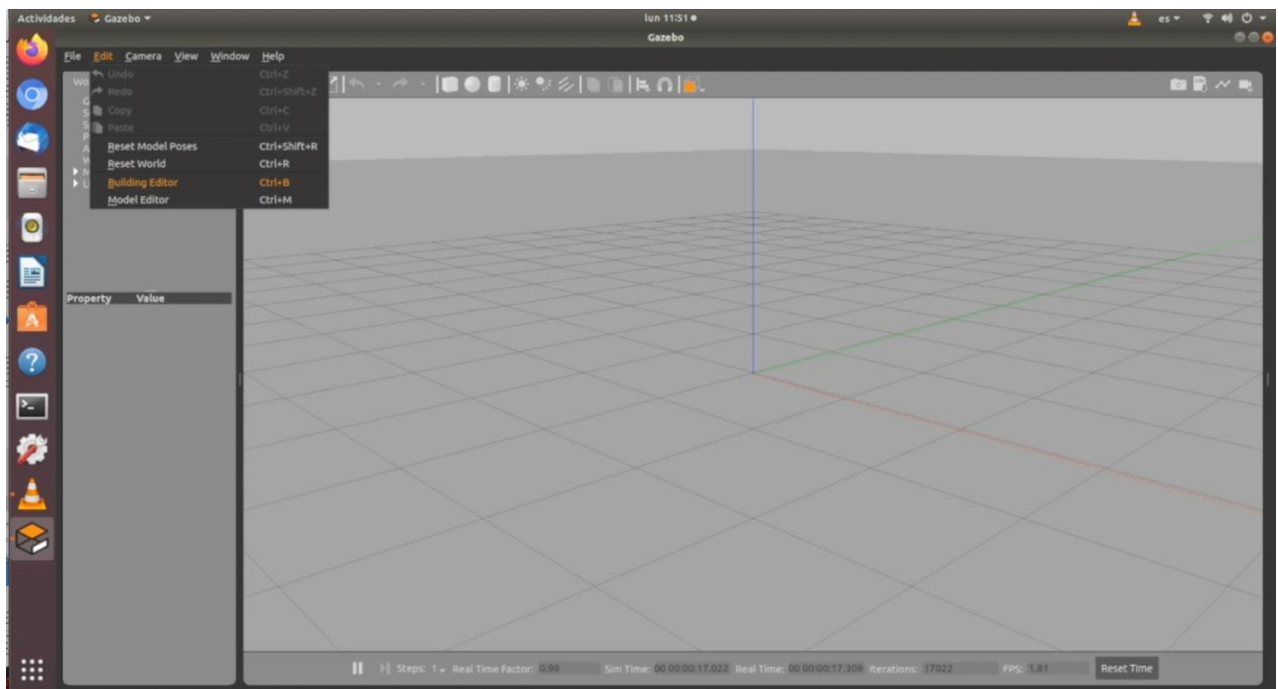 Actividades Gazebo lun 11:51 es
Gazebo
File Edit Camera View Window Help
Undo Ctrl+Z
Redo Ctrl+Shift+Z
Copy Ctrl+C
Paste Ctrl+V
Reset Model Poses Ctrl+Shift+R
Reset World Ctrl+R
Building Editor Ctrl+B
Model Editor Ctrl+M
Property Value
Steps: 1 Real Time Factor: 0.98 Sim Time: 00 00:00:17.022 Real Time: 00 00:00:17.309 Iterations: 17022 FPS: 1.81 Reset Time